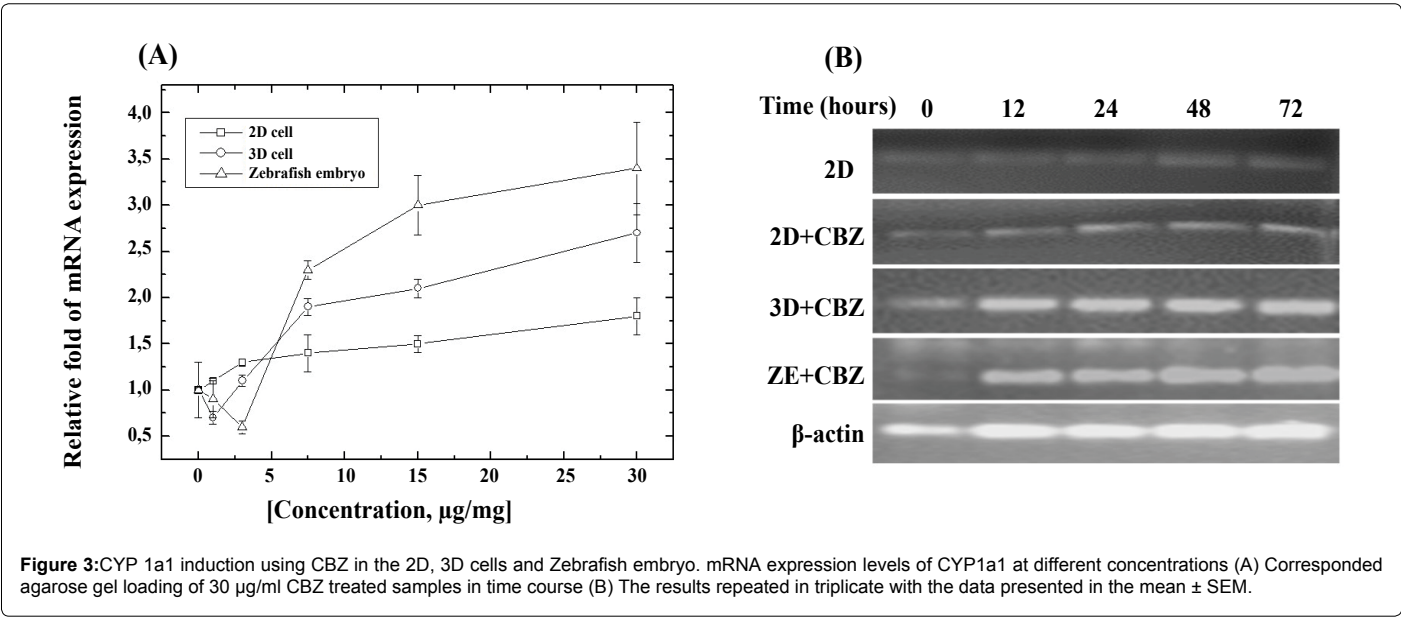 (A)
Relative fold of mRNA expression
4,0
3,5
3,0
2,5
2,0
1,5
1,0
0,5
2D cell
3D cell
Zebrafish embryo
0 5 10 15 20 25 30
[Concentration, µg/mg]
(B)
Time (hours) 0 12 24 48 72
2D
2D+CBZ
3D+CBZ
ZE+CBZ
β-actin
Figure 3:CYP 1a1 induction using CBZ in the 2D, 3D cells and Zebrafish embryo. mRNA expression levels of CYP1a1 at different concentrations (A) Corresponded
agarose gel loading of 30 µg/ml CBZ treated samples in time course (B) The results repeated in triplicate with the data presented in the mean ± SEM.